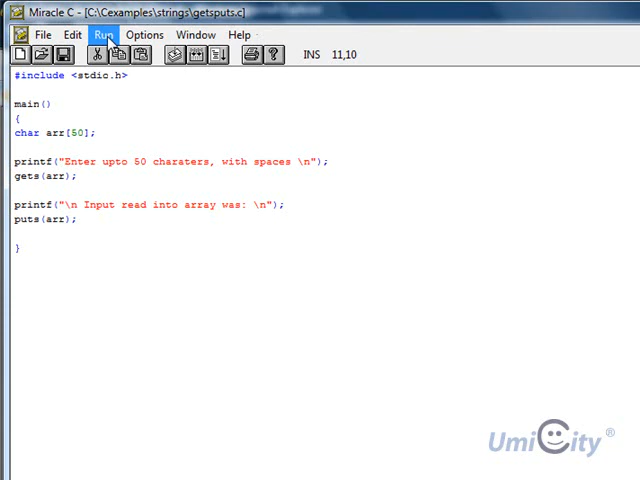 Miracle C - [C:\Cexamples\strings\getsputs.c]
File Edit Run Options Window Help
INS 11,10
#include <stdio.h>
main()
{
char arr[50];
printf("Enter upto 50 charaters, with spaces \n");
gets(arr);
printf("\n Input read into array was: \n");
puts(arr);
}
UmiCity ®